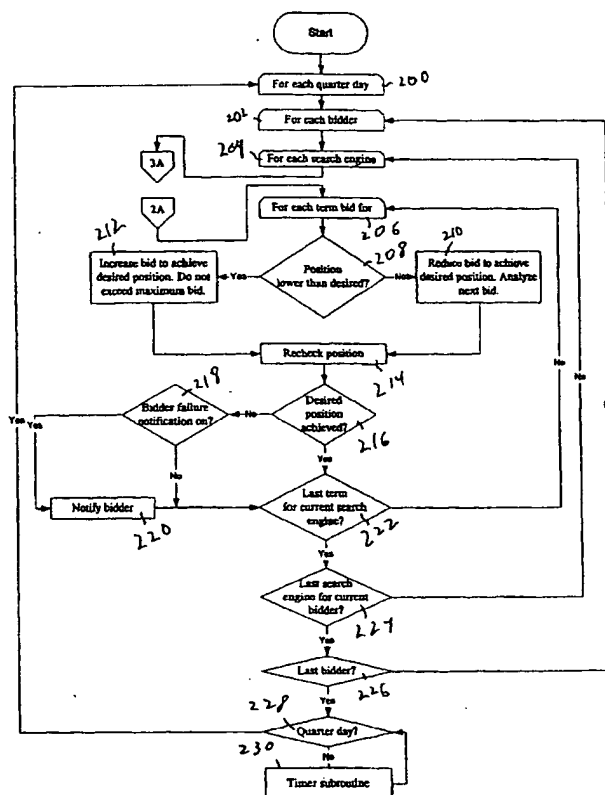 Start
For each quarter day
200
202
For each bidder
204
For each search engine
3A
2A
For each term bid for
206
212
208
210
Increase bid to achieve
desired position. Do not
exceed maximum bid.
Yes
Position
lower than desired?
No
Reduce bid to achieve
desired position. Analyze
next bid.
No
No
Recheck position
214
218
Bidder failure
notification on?
No
Desired
position
achieved?
216
Yes
Yes
No
Yes
Notify bidder
220
Last term
for current search
engine?
222
Yes
Last search
engine for current
bidder?
224
Yes
Last bidder?
226
Yes
228
Quarter day?
230
No
Timer subroutine